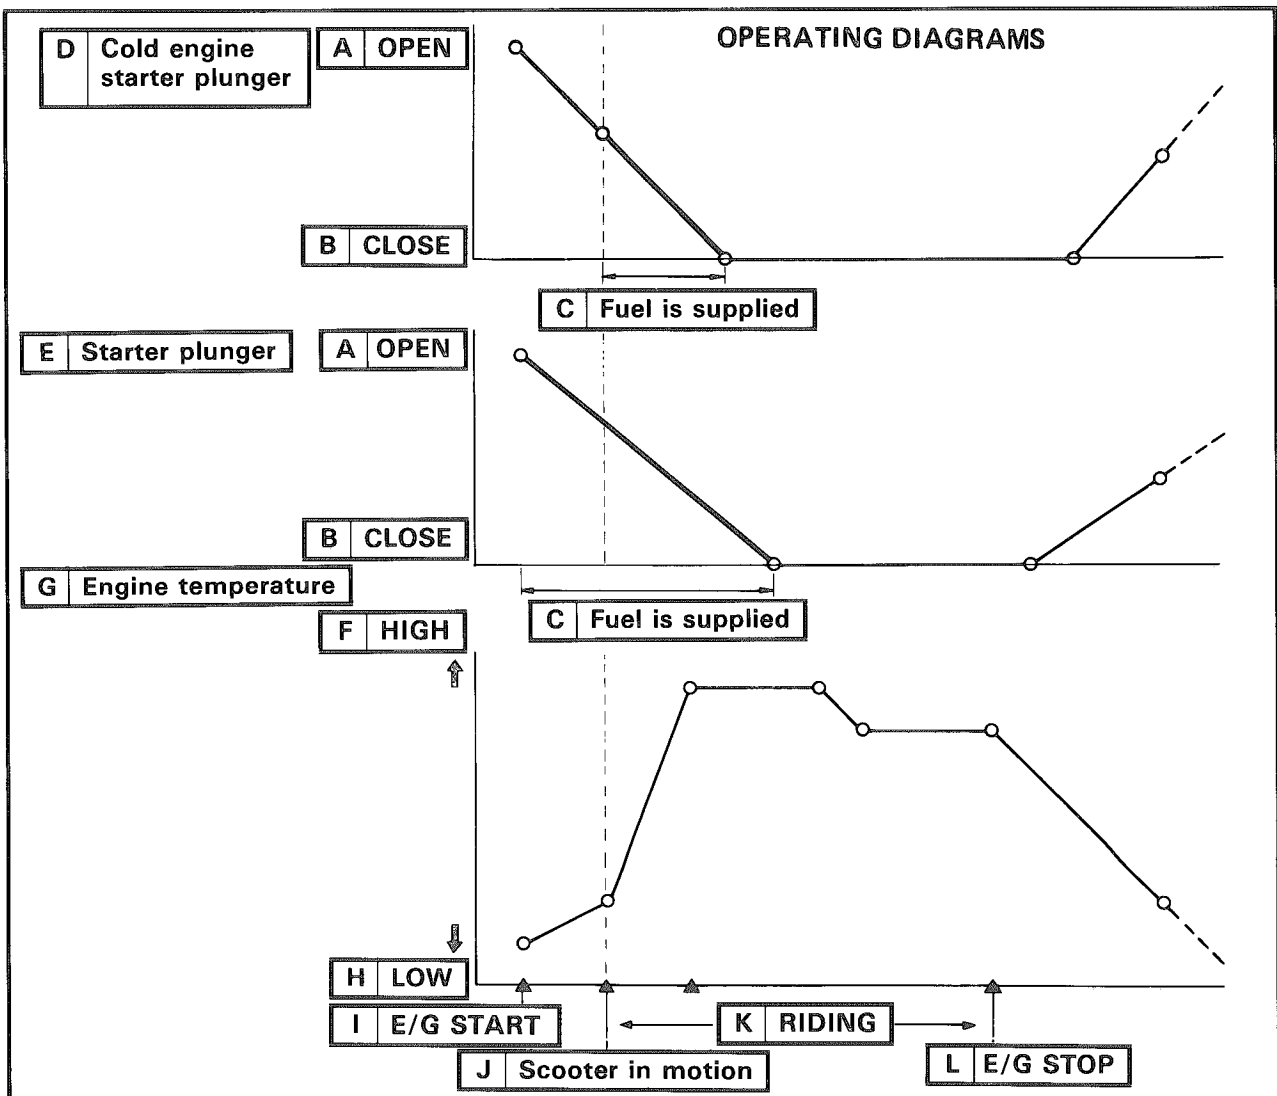 OPERATING DIAGRAMS
D Cold engine
starter plunger
A OPEN
B CLOSE
C Fuel is supplied
E Starter plunger
A OPEN
B CLOSE
C Fuel is supplied
G Engine temperature
F HIGH
H LOW
I E/G START
K RIDING
J Scooter in motion
L E/G STOP